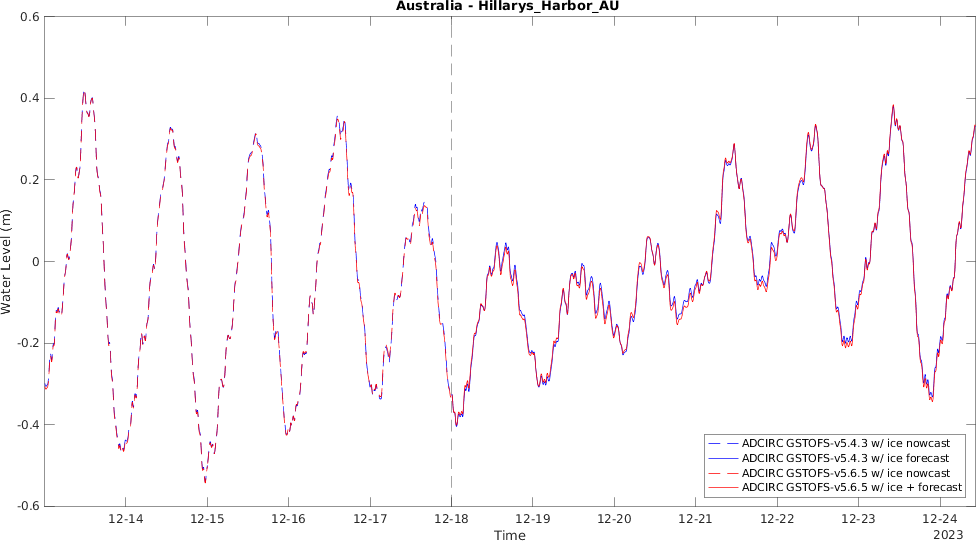 Australia - Hillarys_Harbor_AU
Water Level (m)
0.6
0.4
0.2
0
-0.2
-0.4
-0.6
ADCIRC GSTOFS-v5.4.3 w/ ice nowcast
ADCIRC GSTOFS-v5.4.3 w/ ice forecast
ADCIRC GSTOFS-v5.6.5 w/ ice nowcast
ADCIRC GSTOFS-v5.6.5 w/ ice + forecast
12-14 12-15 12-16 12-17 12-18 12-19 12-20 12-21 12-22 12-23 12-24
Time
2023